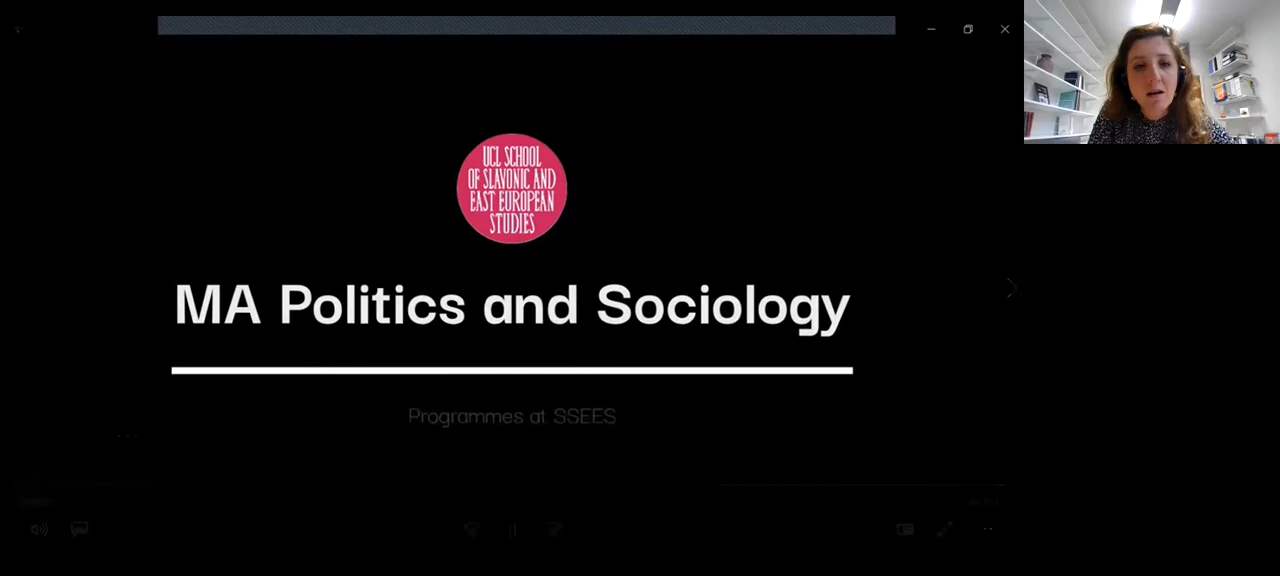 UCL SCHOOL
OF SLAVONIC AND
EAST EUROPEAN
STUDIES
MA Politics and Sociology
Programmes at SSEES